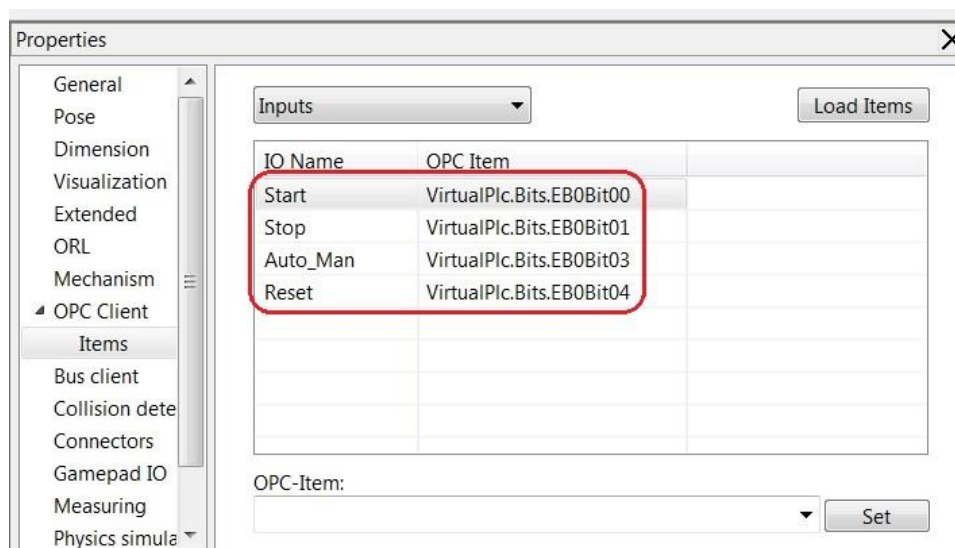 Properties
General
Pose
Dimension
Visualization
Extended
ORL
Mechanism
OPC Client
Items
Bus client
Collision dete
Connectors
Gamepad IO
Measuring
Physics simula
Inputs
Load Items
IO Name OPC Item
Start VirtualPlc.Bits.EB0Bit00
Stop VirtualPlc.Bits.EB0Bit01
Auto_Man VirtualPlc.Bits.EB0Bit03
Reset VirtualPlc.Bits.EB0Bit04
OPC-Item:
Set